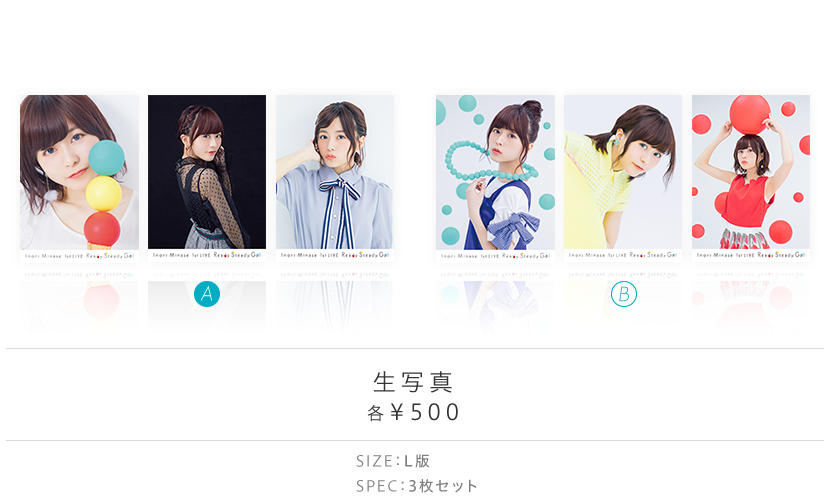 Inori Minase 1st LIVE Ready Steady Go!
Inori Minase 1st LIVE Ready Steady Go!
Inori Minase 1st LIVE Ready Steady Go!
Inori Minase 1st LIVE Ready Steady Go!
Inori Minase 1st LIVE Ready Steady Go!
Inori Minase 1st LIVE Ready Steady Go!
A
B
生写真
各¥500
SIZE:L版
SPEC:3枚セット